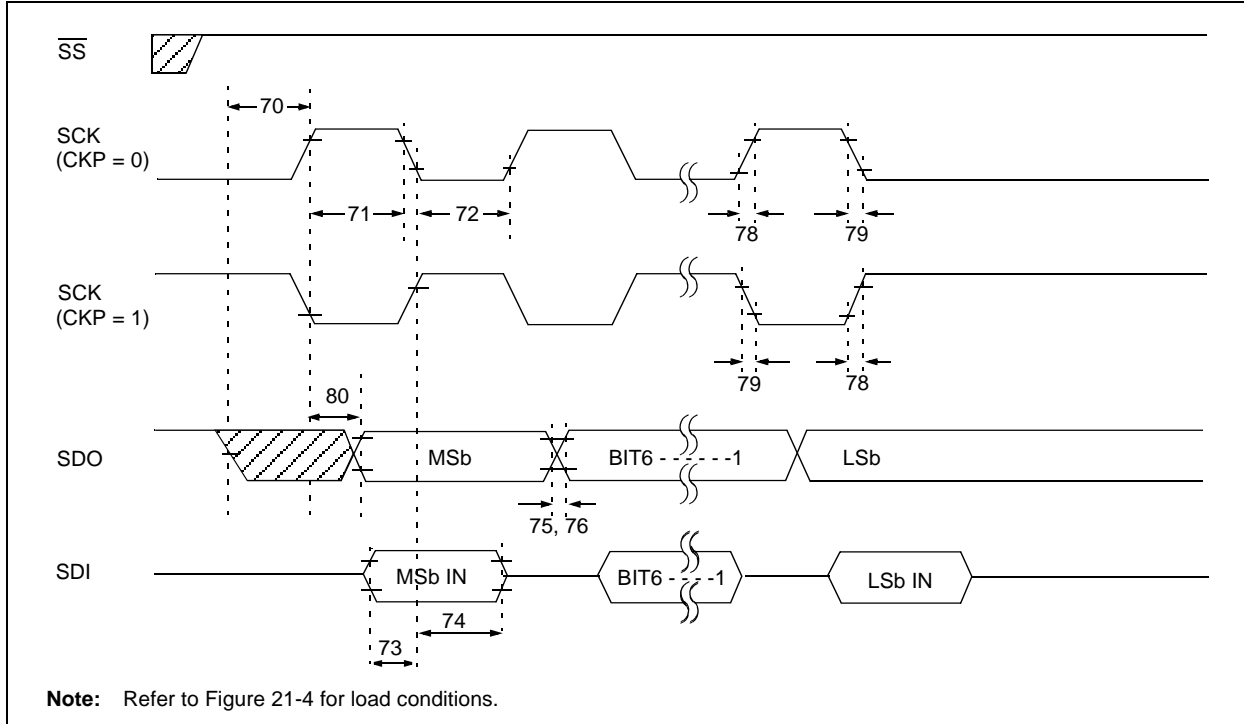 SS
70
SCK
(CKP = 0)
71
72
78
79
SCK
(CKP = 1)
79
78
80
SDO
MSb
BIT6 - - - - - -1
LSb
75, 76
SDI
MSb IN
BIT6 - - - -1
LSb IN
74
73
Note: Refer to Figure 21-4 for load conditions.